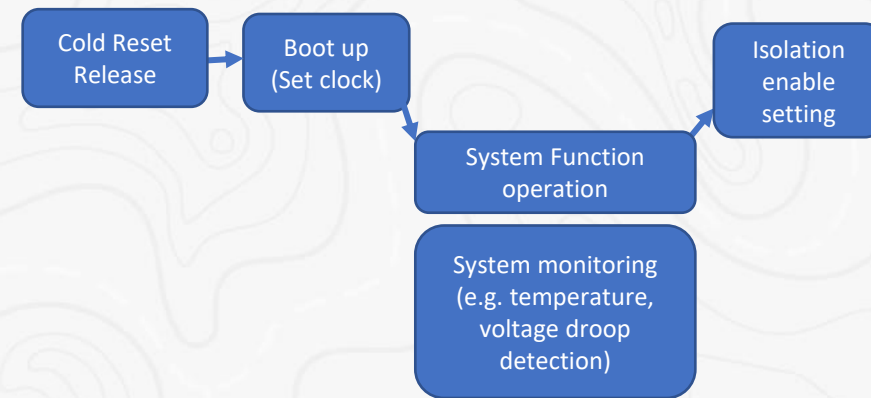 Cold Reset
Release
Boot up
(Set clock)
Isolation
enable
setting
System Function
operation
System monitoring
(e.g. temperature,
voltage droop
detection)